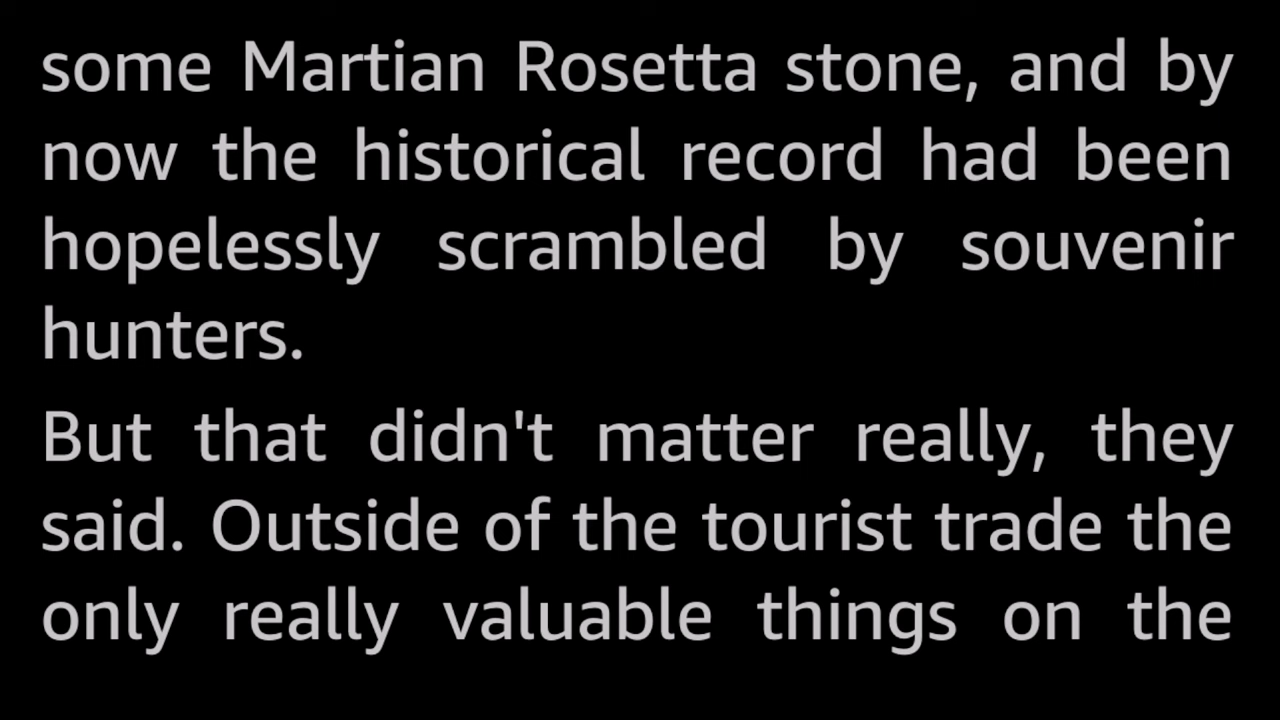 some Martian Rosetta stone, and by
now the historical record had been
hopelessly scrambled by souvenir
hunters.
But that didn't matter really, they
said. Outside of the tourist trade the
only really valuable things on the